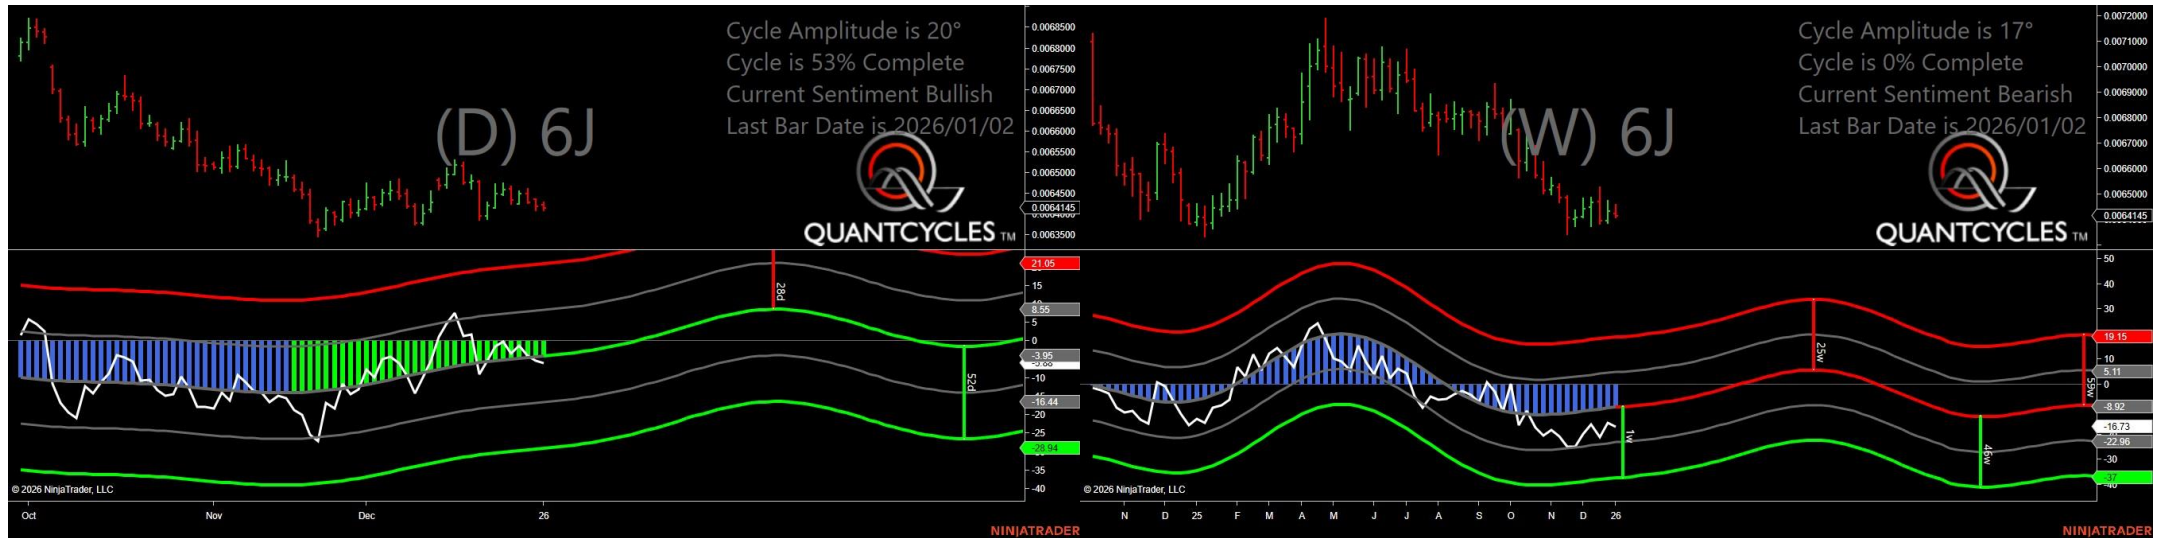 Cycle Amplitude is 20°
Cycle is 53% Complete
Current Sentiment Bullish
Last Bar Date is 2026/01/02
(D) 6J
QUANTCYCLES TM
0.0068500
0.0068000
0.0067500
0.0067000
0.0066500
0.0066000
0.0065500
0.0065000
0.0064500
0.0064145
0.0063500
21.05
15
8.55
5
0
-3.95
-10
-16.44
-20
-25
-28.94
-35
-40
28d
52d
© 2026 NinjaTrader, LLC
Oct
Nov
Dec
26
NINJATRADER
Cycle Amplitude is 17°
Cycle is 0% Complete
Current Sentiment Bearish
Last Bar Date is 2026/01/02
(W) 6J
QUANTCYCLES TM
0.0072000
0.0071000
0.0070000
0.0069000
0.0068000
0.0067000
0.0066000
0.0065000
0.0064145
50
40
30
19.15
10
5.11
0
-8.92
-16.73
-22.96
-30
-37
1w
25w
46w
59w
© 2026 NinjaTrader, LLC
N
D
25
F
M
A
M
J
J
A
S
O
N
D
26
NINJATRADER